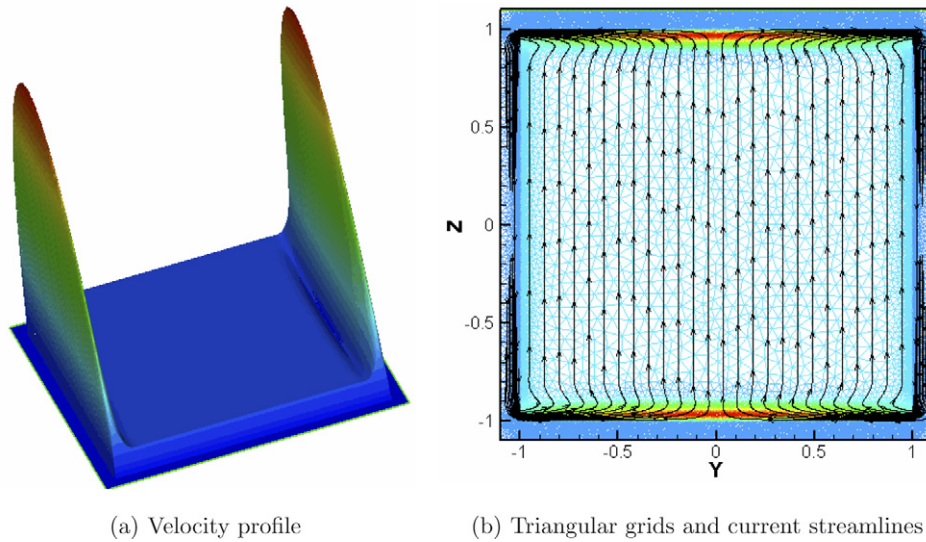 1
0.5
Z
0
-0.5
-1
-1
-0.5
0
0.5
1
Y
(a) Velocity profile
(b) Triangular grids and current streamlines